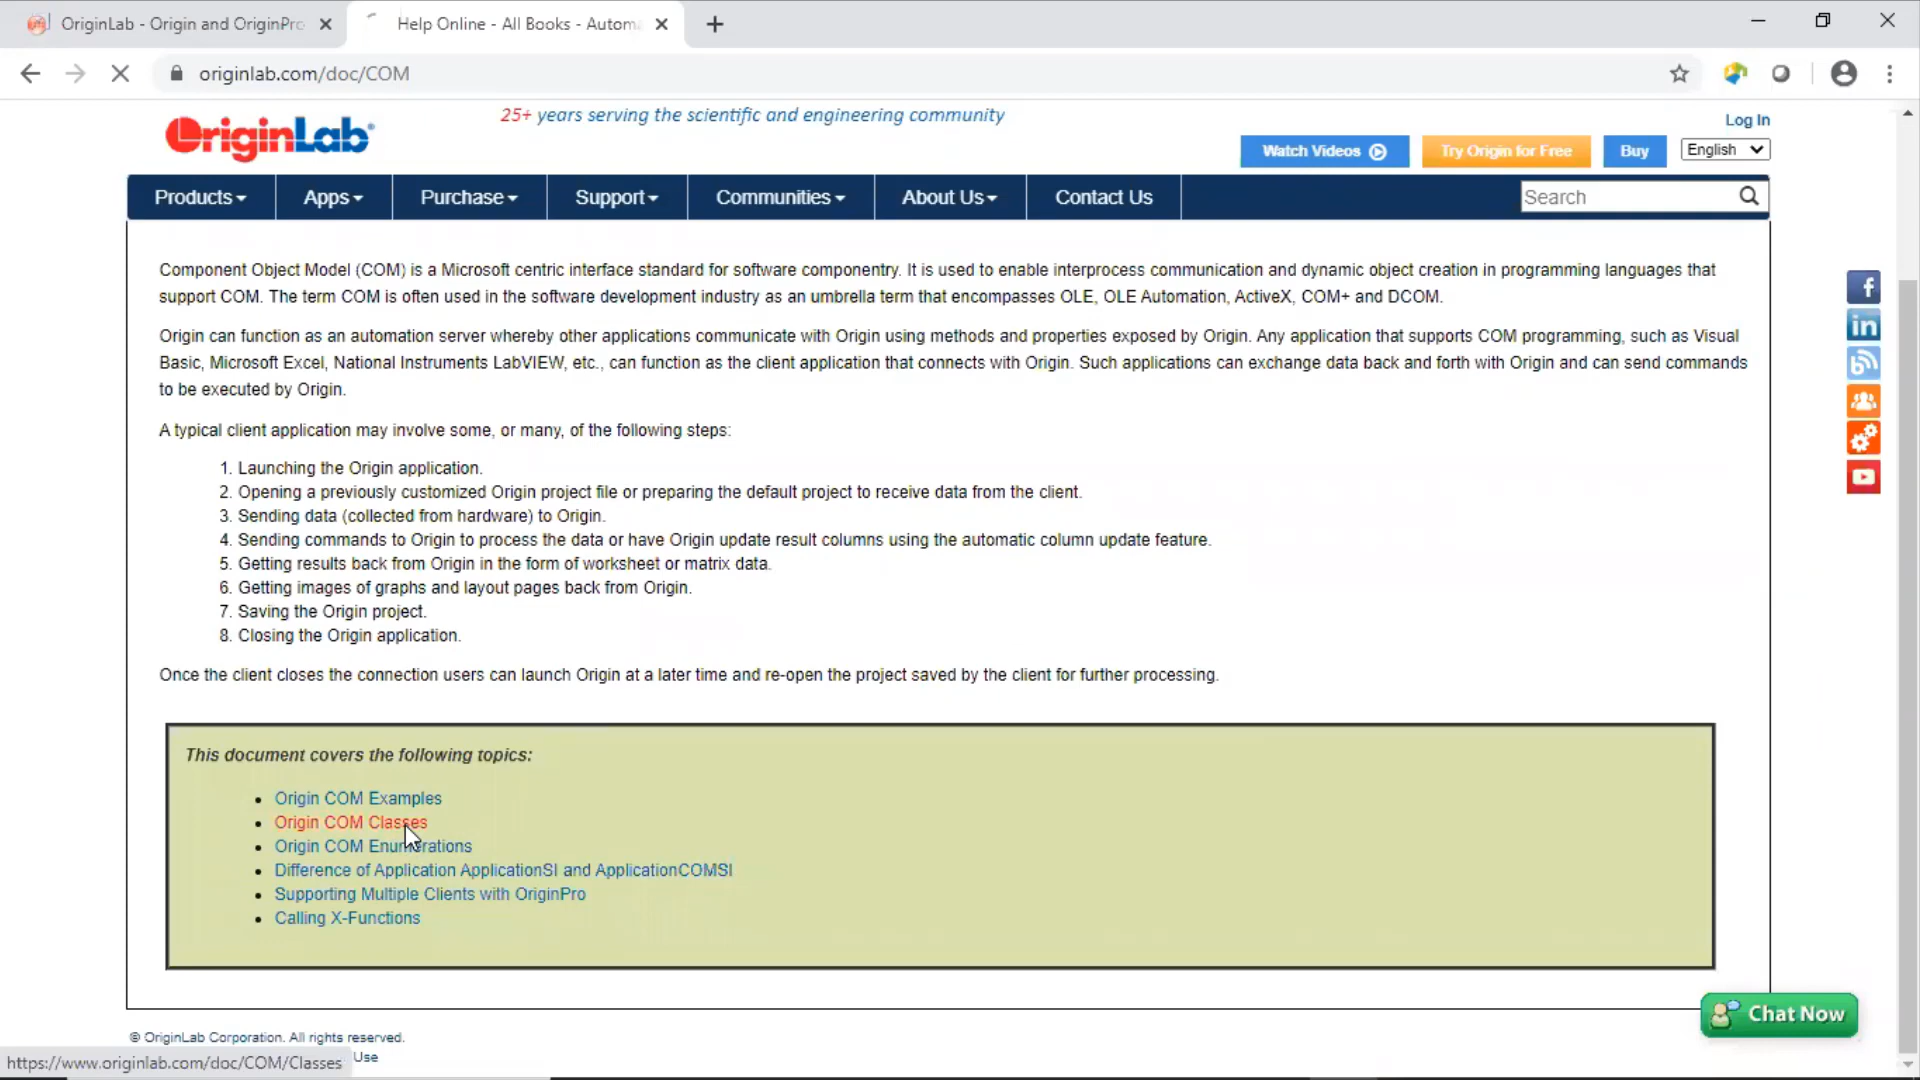 OriginLab - Origin and OriginPro
Help Online - All Books - Automa
originlab.com/doc/COM
OriginLab
25+ years serving the scientific and engineering community
Log In
Watch Videos
Try Origin for Free
Buy
English
Products
Apps
Purchase
Support
Communities
About Us
Contact Us
Search
Component Object Model (COM) is a Microsoft centric interface standard for software componentry. It is used to enable interprocess communication and dynamic object creation in programming languages that
support COM. The term COM is often used in the software development industry as an umbrella term that encompasses OLE, OLE Automation, ActiveX, COM+ and DCOM.
Origin can function as an automation server whereby other applications communicate with Origin using methods and properties exposed by Origin. Any application that supports COM programming, such as Visual
Basic, Microsoft Excel, National Instruments LabVIEW, etc., can function as the client application that connects with Origin. Such applications can exchange data back and forth with Origin and can send commands
to be executed by Origin.
A typical client application may involve some, or many, of the following steps:
1. Launching the Origin application.
2. Opening a previously customized Origin project file or preparing the default project to receive data from the client.
3. Sending data (collected from hardware) to Origin.
4. Sending commands to Origin to process the data or have Origin update result columns using the automatic column update feature.
5. Getting results back from Origin in the form of worksheet or matrix data.
6. Getting images of graphs and layout pages back from Origin.
7. Saving the Origin project.
8. Closing the Origin application.
Once the client closes the connection users can launch Origin at a later time and re-open the project saved by the client for further processing.
This document covers the following topics:
Origin COM Examples
Origin COM Classes
Origin COM Enumerations
Difference of Application ApplicationSI and ApplicationCOMSI
Supporting Multiple Clients with OriginPro
Calling X-Functions
Chat Now
© OriginLab Corporation. All rights reserved.
Use
https://www.originlab.com/doc/COM/Classes